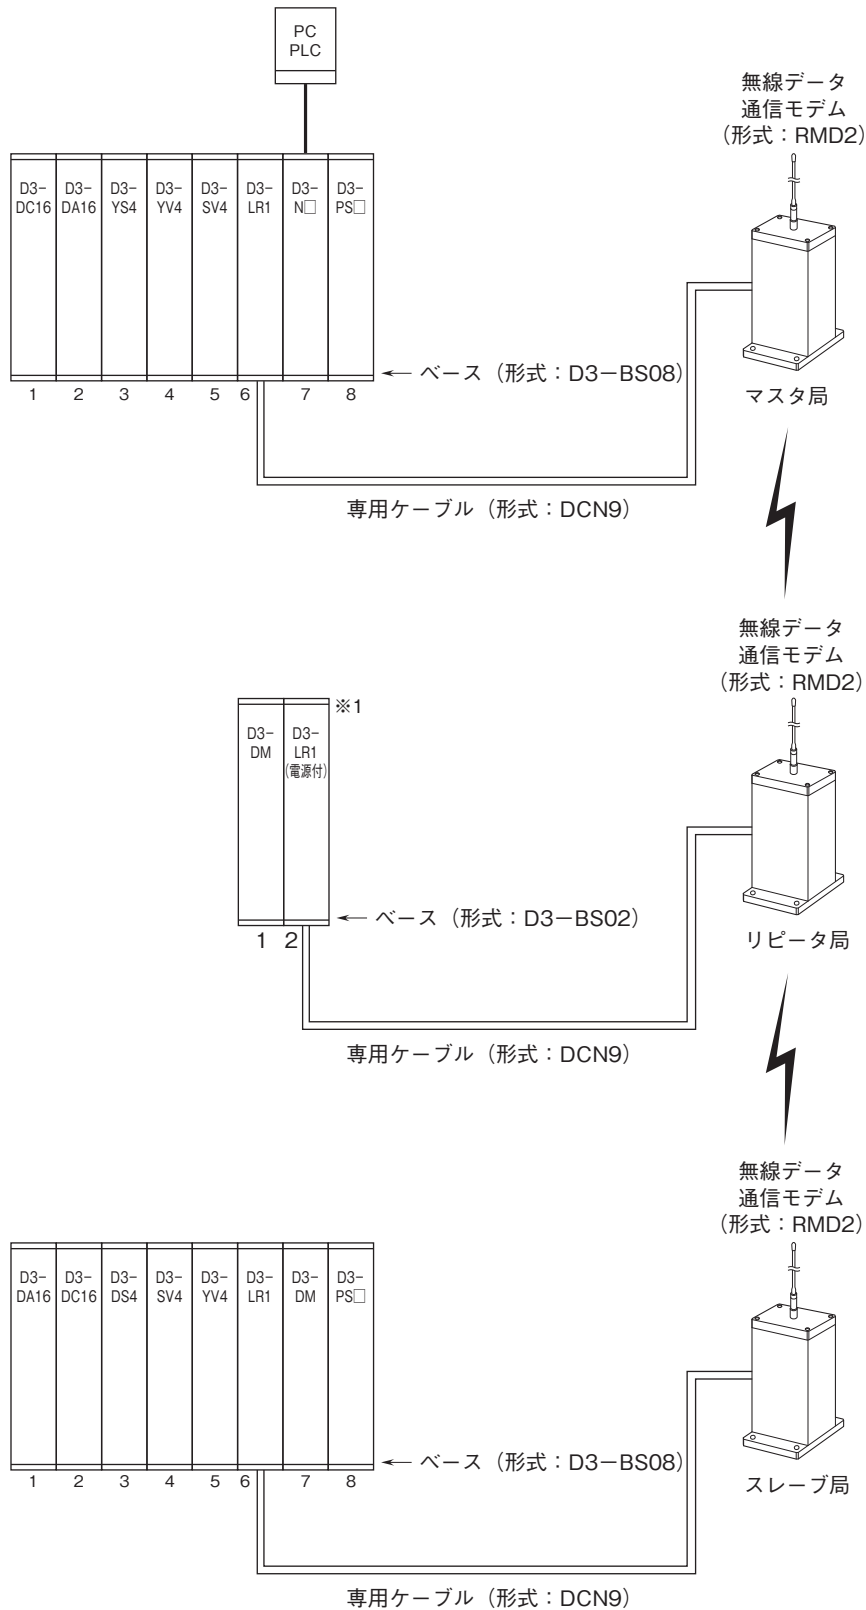 PC
PLC
無線データ
通信モデム
（形式：RMD2）
D3-
DC16
D3-
DA16
D3-
YS4
D3-
YV4
D3-
SV4
D3-
LR1
D3-
N□
D3-
PS□
ベース（形式：D3－BS08）
1 2 3 4 5 6 7 8
マスタ局
専用ケーブル（形式：DCN9）
無線データ
通信モデム
（形式：RMD2）
※1
D3-
DM
D3-
LR1
(電源付)
ベース（形式：D3－BS02）
1 2
リピータ局
専用ケーブル（形式：DCN9）
無線データ
通信モデム
（形式：RMD2）
D3-
DA16
D3-
DC16
D3-
DS4
D3-
SV4
D3-
YV4
D3-
LR1
D3-
DM
D3-
PS□
ベース（形式：D3－BS08）
1 2 3 4 5 6 7 8
スレーブ局
専用ケーブル（形式：DCN9）